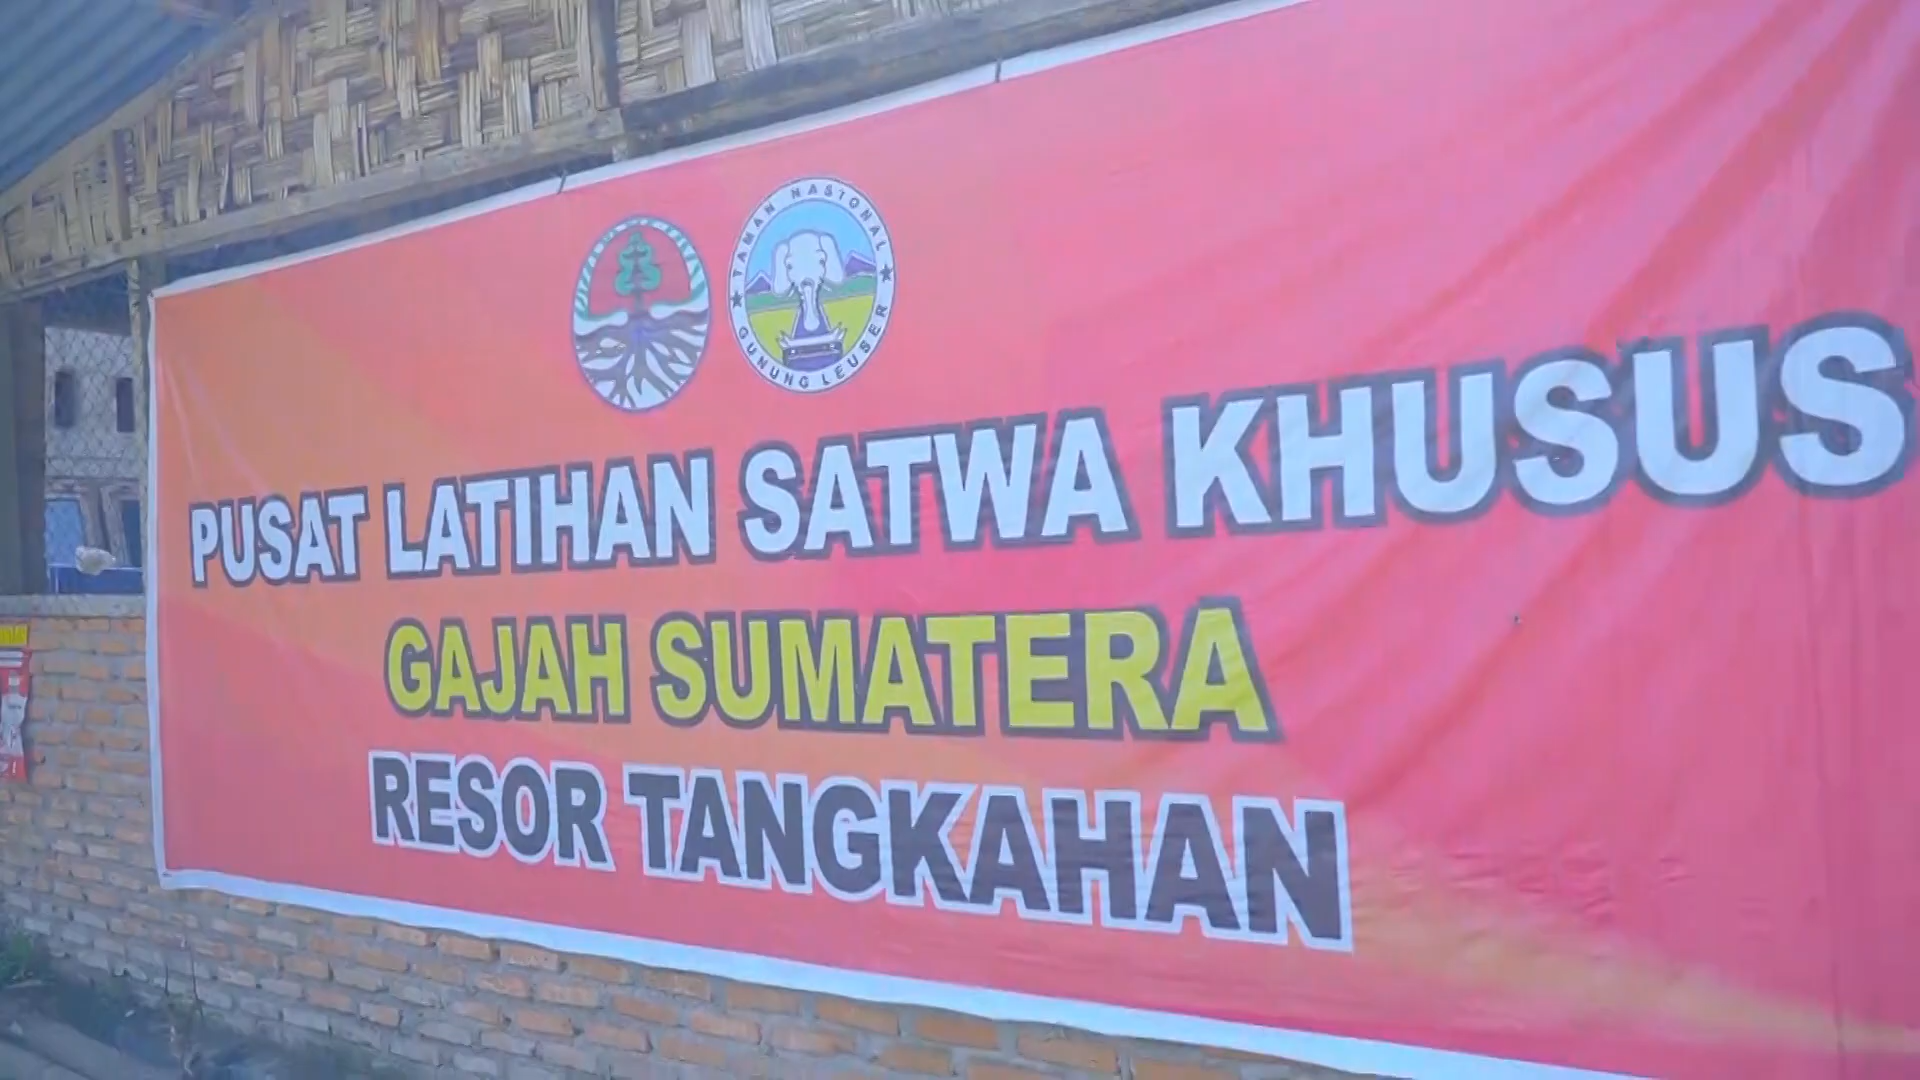 TAMAN NASIONAL
GUNUNG LEUSER
PUSAT LATIHAN SATWA KHUSUS
GAJAH SUMATERA
RESOR TANGKAHAN